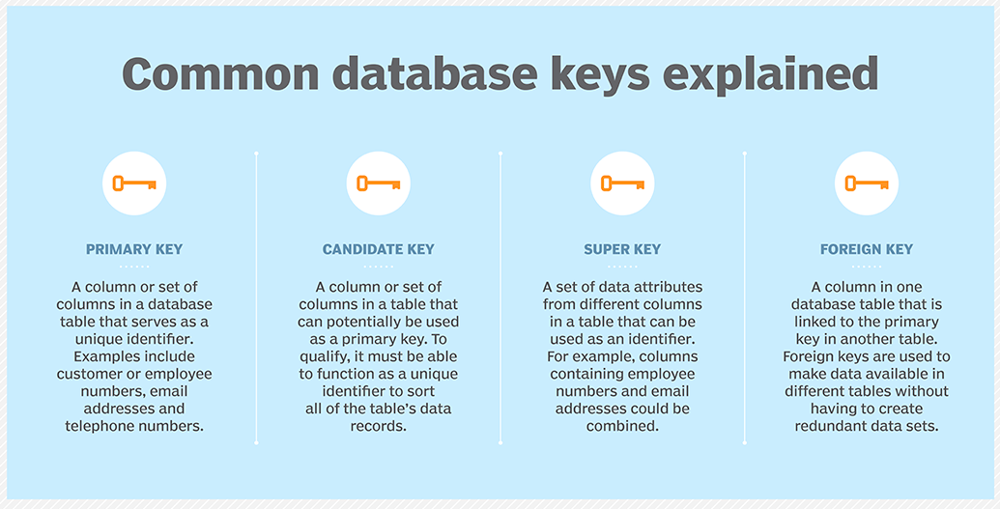 Common database keys explained
PRIMARY KEY
A column or set of
columns in a database
table that serves as a
unique identifier.
Examples include
customer or employee
numbers, email
addresses and
telephone numbers.
CANDIDATE KEY
A column or set of
columns in a table that
can potentially be used
as a primary key. To
qualify, it must be able
to function as a unique
identifier to sort
all of the table's data
records.
SUPER KEY
A set of data attributes
from different columns
in a table that can be
used as an identifier.
For example, columns
containing employee
numbers and email
addresses could be
combined.
FOREIGN KEY
A column in one
database table that is
linked to the primary
key in another table.
Foreign keys are used to
make data available in
different tables without
having to create
redundant data sets.